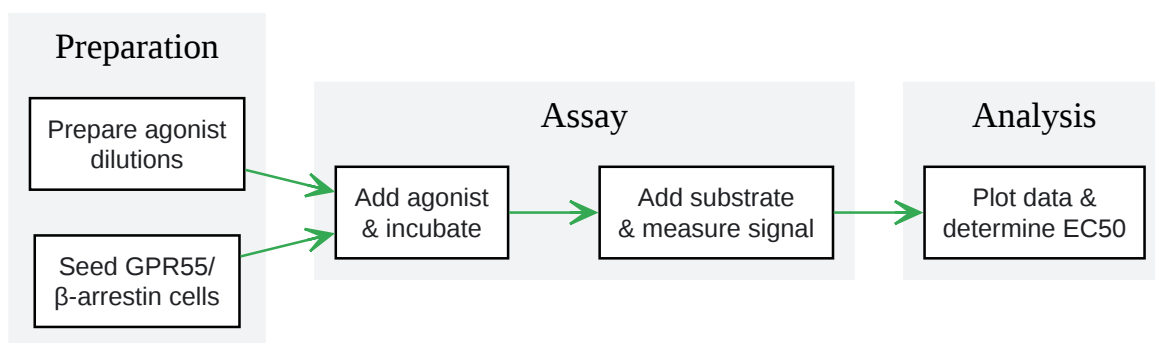 Preparation
Prepare agonist
dilutions
Seed GPR55/
β-arrestin cells
Assay
Add agonist
& incubate
Add substrate
& measure signal
Analysis
Plot data &
determine EC50